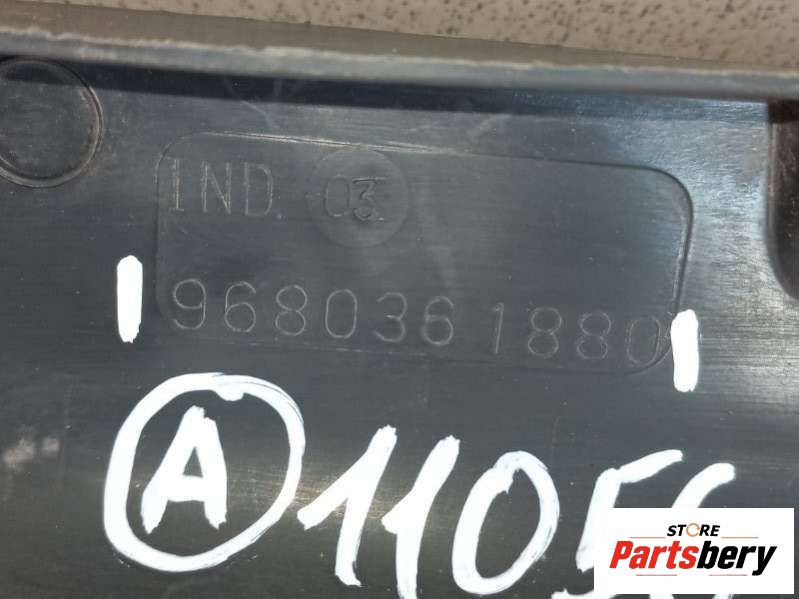 IND. 03
9680361880
A 1105
STORE
Partsbery